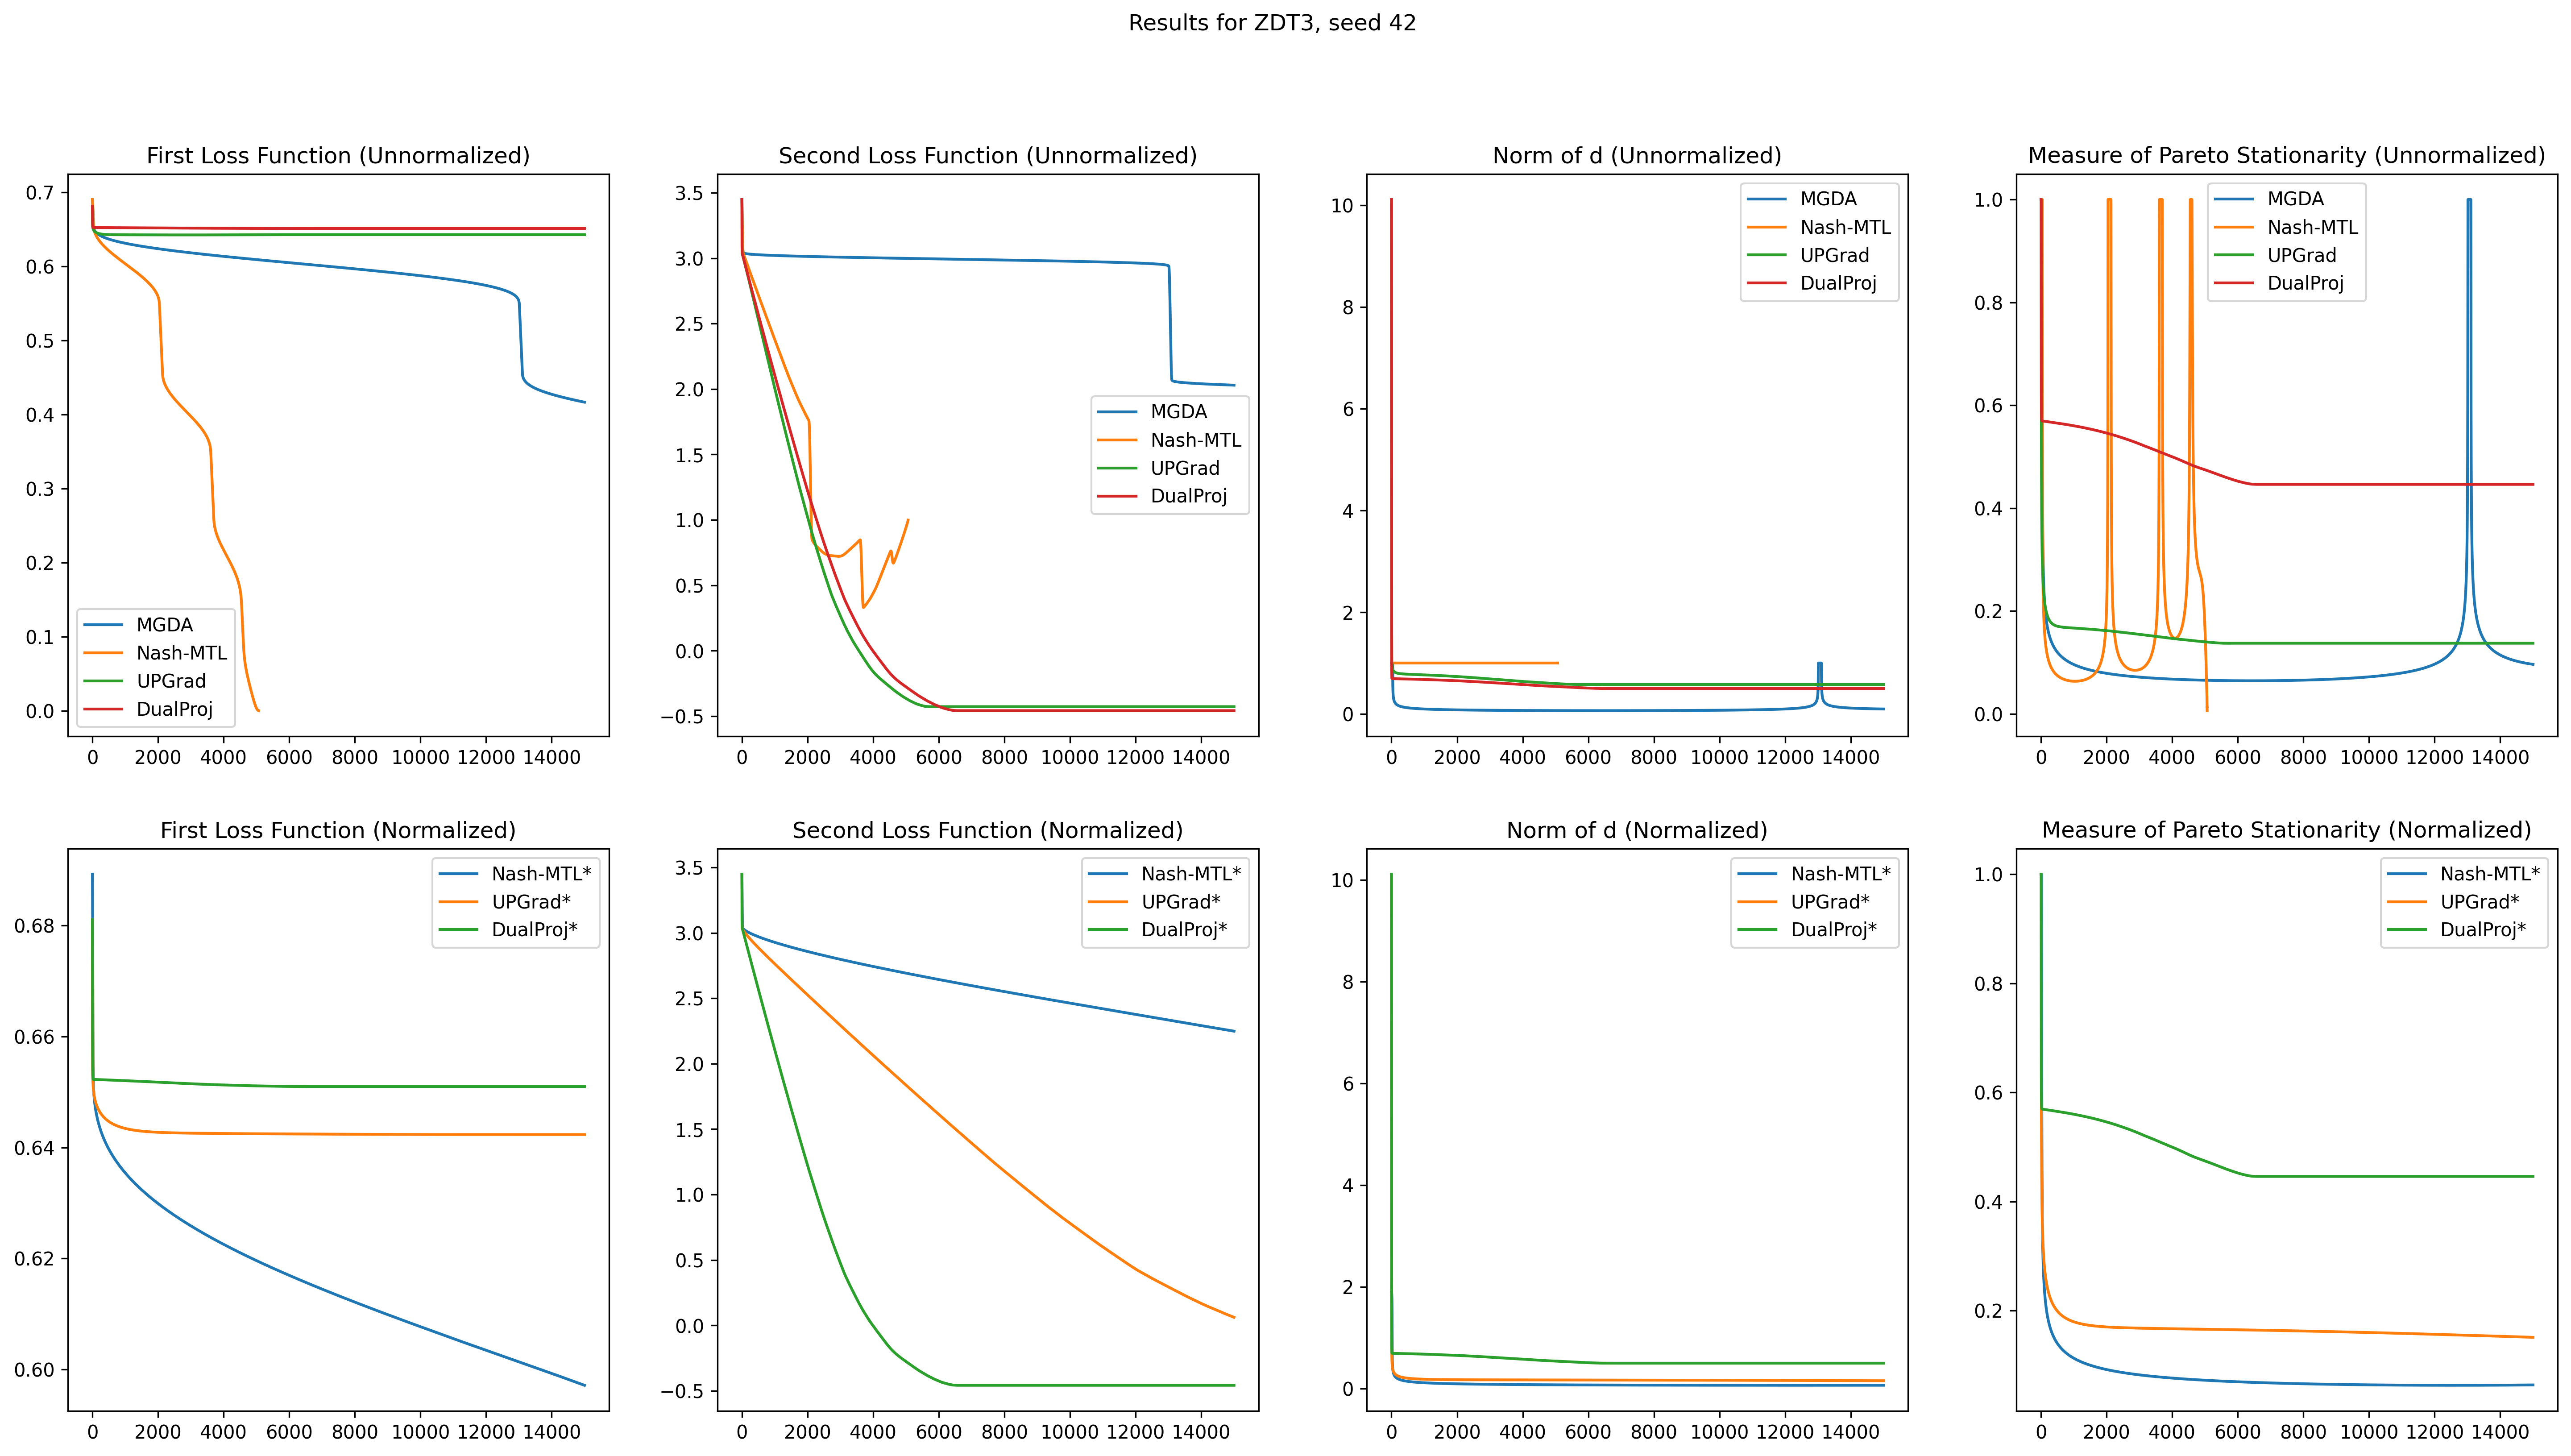 Results for ZDT3, seed 42
First Loss Function (Unnormalized)
0.7
0.6
0.5
0.4
0.3
0.2
0.1
0.0
MGDA
Nash-MTL
UPGrad
DualProj
0 2000 4000 6000 8000 10000 12000 14000
Second Loss Function (Unnormalized)
3.5
3.0
2.5
2.0
1.5
1.0
0.5
0.0
−0.5
MGDA
Nash-MTL
UPGrad
DualProj
0 2000 4000 6000 8000 10000 12000 14000
Norm of d (Unnormalized)
10
8
6
4
2
0
MGDA
Nash-MTL
UPGrad
DualProj
0 2000 4000 6000 8000 10000 12000 14000
Measure of Pareto Stationarity (Unnormalized)
1.0
0.8
0.6
0.4
0.2
0.0
MGDA
Nash-MTL
UPGrad
DualProj
0 2000 4000 6000 8000 10000 12000 14000
First Loss Function (Normalized)
0.68
0.66
0.64
0.62
0.60
Nash-MTL*
UPGrad*
DualProj*
0 2000 4000 6000 8000 10000 12000 14000
Second Loss Function (Normalized)
3.5
3.0
2.5
2.0
1.5
1.0
0.5
0.0
−0.5
Nash-MTL*
UPGrad*
DualProj*
0 2000 4000 6000 8000 10000 12000 14000
Norm of d (Normalized)
10
8
6
4
2
0
Nash-MTL*
UPGrad*
DualProj*
0 2000 4000 6000 8000 10000 12000 14000
Measure of Pareto Stationarity (Normalized)
1.0
0.8
0.6
0.4
0.2
Nash-MTL*
UPGrad*
DualProj*
0 2000 4000 6000 8000 10000 12000 14000